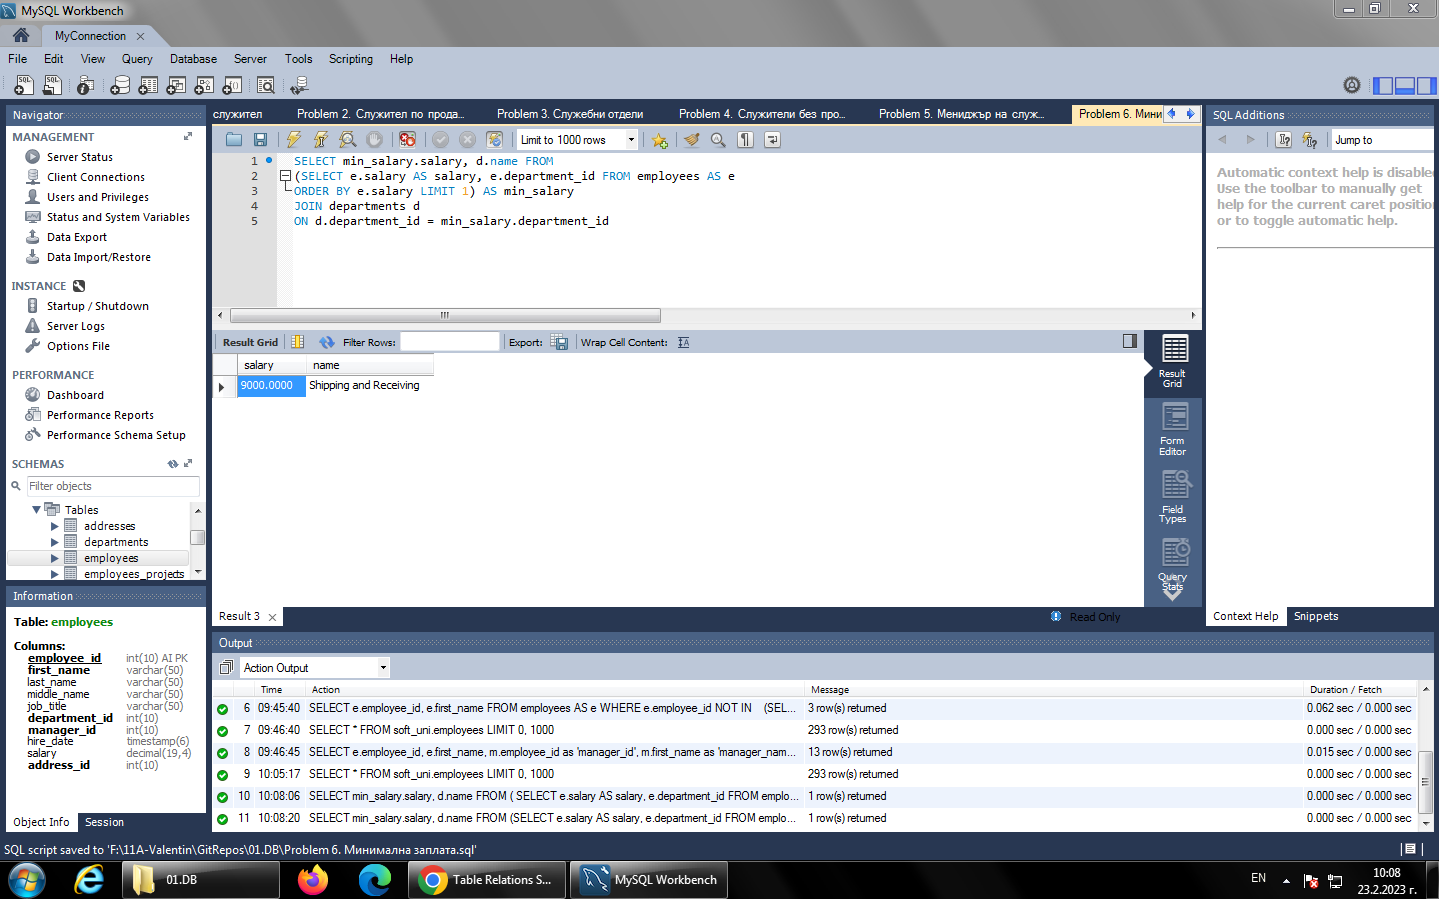 MySQL Workbench
MyConnection
File Edit View Query Database Server Tools Scripting Help
Navigator
MANAGEMENT
Server Status
Client Connections
Users and Privileges
Status and System Variables
Data Export
Data Import/Restore
INSTANCE
Startup / Shutdown
Server Logs
Options File
PERFORMANCE
Dashboard
Performance Reports
Performance Schema Setup
SCHEMAS
Filter objects
Tables
addresses
departments
employees
employees_projects
Information
Table: employees
Columns:
employee_id int(10) AI PK
first_name varchar(50)
last_name varchar(50)
middle_name varchar(50)
job_title varchar(50)
department_id int(10)
manager_id int(10)
hire_date timestamp(6)
salary decimal(19,4)
address_id int(10)
Object Info Session
служител Problem 2. Служител по прода... Problem 3. Служебни отдели Problem 4. Служители без про... Problem 5. Мениджър на служ... Problem 6. Мини
Limit to 1000 rows
1 SELECT min_salary.salary, d.name FROM
2 (SELECT e.salary AS salary, e.department_id FROM employees AS e
3 ORDER BY e.salary LIMIT 1) AS min_salary
4 JOIN departments d
5 ON d.department_id = min_salary.department_id
Result Grid Filter Rows: Export: Wrap Cell Content:
salary name
9000.0000 Shipping and Receiving
Result Grid
Form Editor
Field Types
Query Stats
Result 3
Read Only
SQL Additions
Jump to
Automatic context help is disabled
Use the toolbar to manually get
help for the current caret position
or to toggle automatic help.
Context Help Snippets
Output
Action Output
Time Action Message Duration / Fetch
6 09:45:40 SELECT e.employee_id, e.first_name FROM employees AS e WHERE e.employee_id NOT IN (SEL... 3 row(s) returned 0.062 sec / 0.000 sec
7 09:46:40 SELECT * FROM soft_uni.employees LIMIT 0, 1000 293 row(s) returned 0.000 sec / 0.000 sec
8 09:46:45 SELECT e.employee_id, e.first_name, m.employee_id as 'manager_id', m.first_name as 'manager_nam... 13 row(s) returned 0.015 sec / 0.000 sec
9 10:05:17 SELECT * FROM soft_uni.employees LIMIT 0, 1000 293 row(s) returned 0.000 sec / 0.000 sec
10 10:08:06 SELECT min_salary.salary, d.name FROM ( SELECT e.salary AS salary, e.department_id FROM emplo... 1 row(s) returned 0.000 sec / 0.000 sec
11 10:08:20 SELECT min_salary.salary, d.name FROM (SELECT e.salary AS salary, e.department_id FROM emplo... 1 row(s) returned 0.000 sec / 0.000 sec
SQL script saved to 'F:\11A-Valentin\GitRepos\01.DB\Problem 6. Минимална заплата.sql'
01.DB
Table Relations S...
MySQL Workbench
EN
10:08
23.2.2023 г.